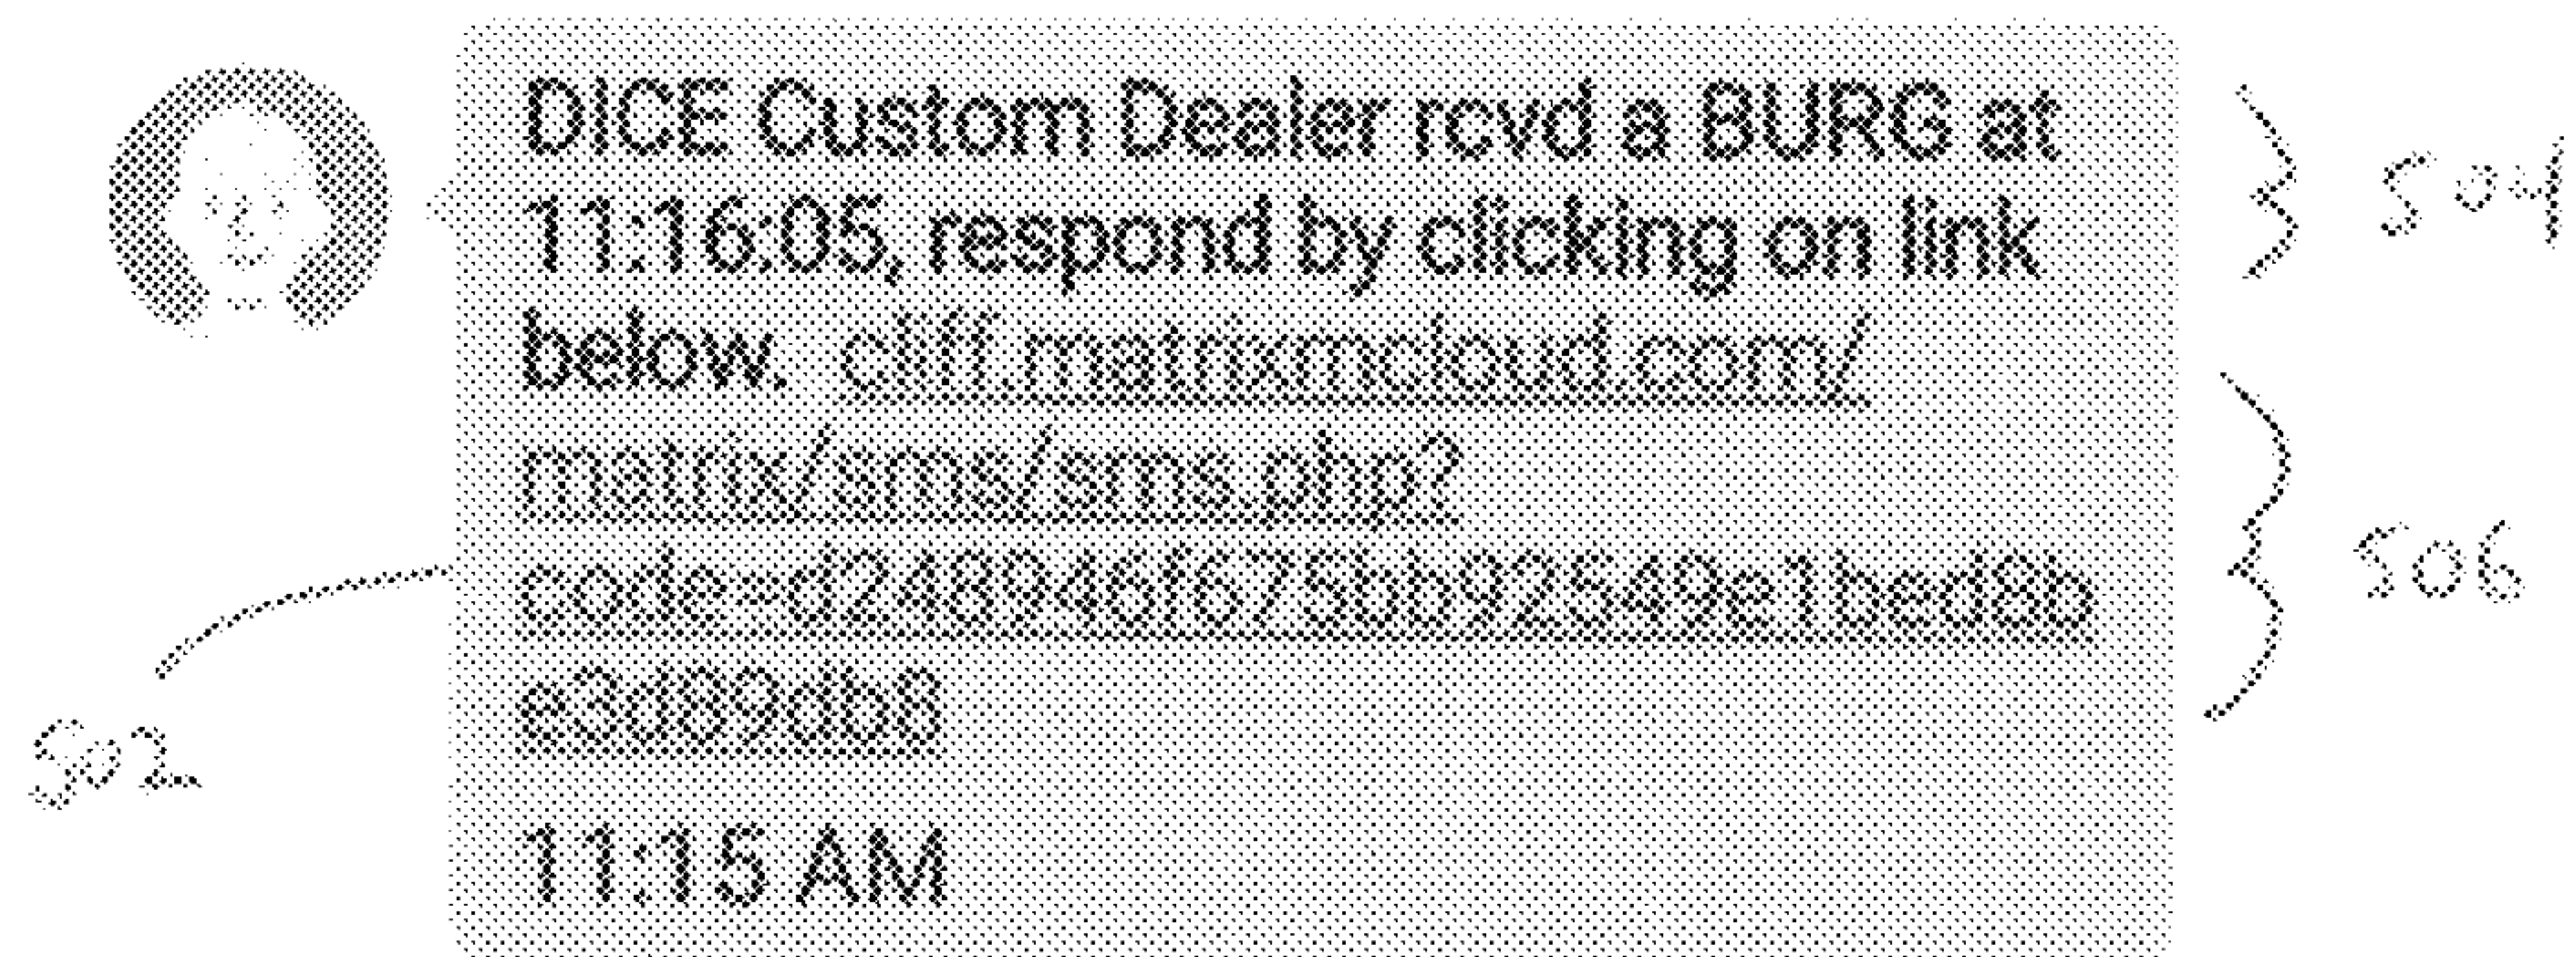 DICE Custom Dealer rcvd a BURG at
11:16:05, respond by clicking on link
below. cliff.matrixmcloud.com/
matrix/sms/sms.php?
code=d248946f675bb92549e1bed8b
e3d89db8
11:15 AM
504
506
502